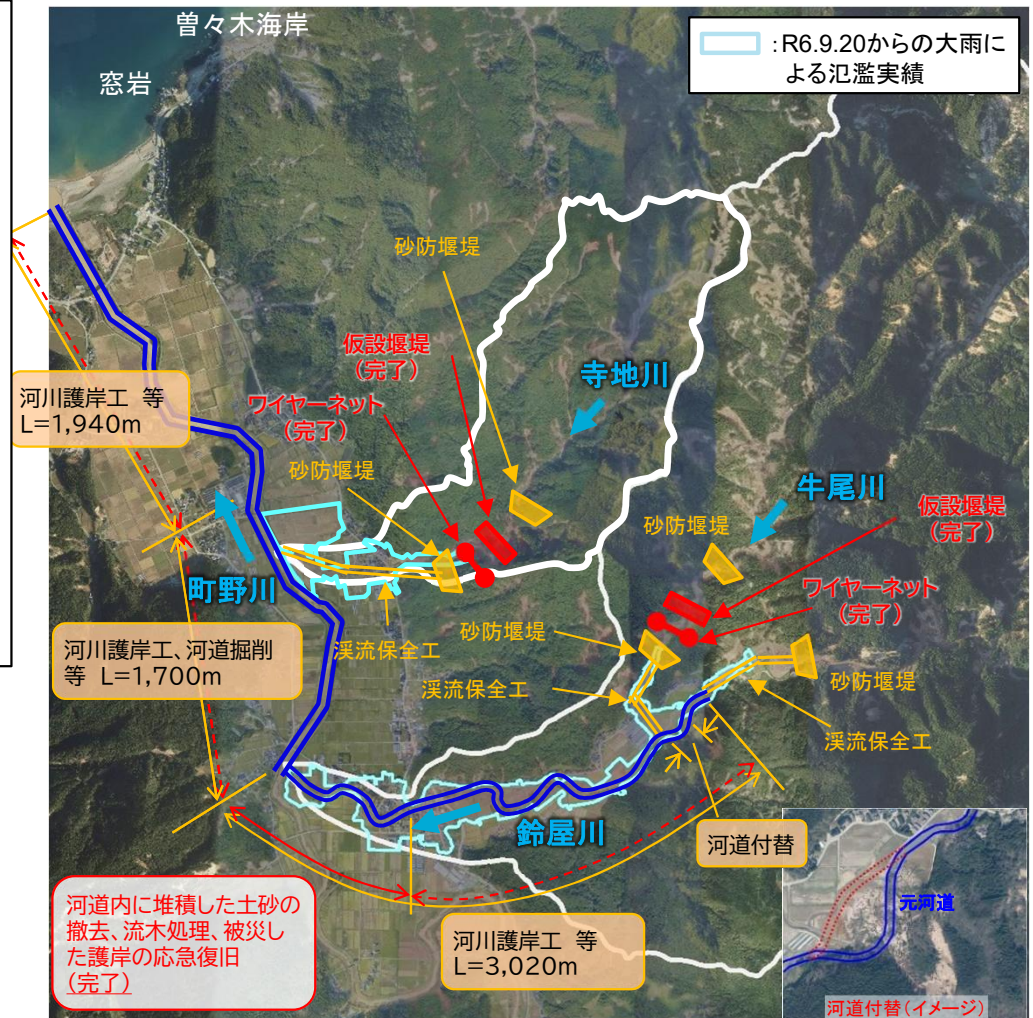 曽々木海岸
窓岩
:R6.9.20からの大雨に
よる氾濫実績
砂防堰堤
仮設堰堤
(完了)
寺地川
河川護岸工 等
L=1,940m
ワイヤーネット
(完了)
砂防堰堤
牛尾川
砂防堰堤
仮設堰堤
(完了)
町野川
ワイヤーネット
(完了)
河川護岸工、河道掘削
等 L=1,700m
渓流保全工
砂防堰堤
渓流保全工
砂防堰堤
渓流保全工
鈴屋川
河道付替
河道内に堆積した土砂の
撤去、流木処理、被災し
た護岸の応急復旧
(完了)
河川護岸工 等
L=3,020m
元河道
河道付替(イメージ)